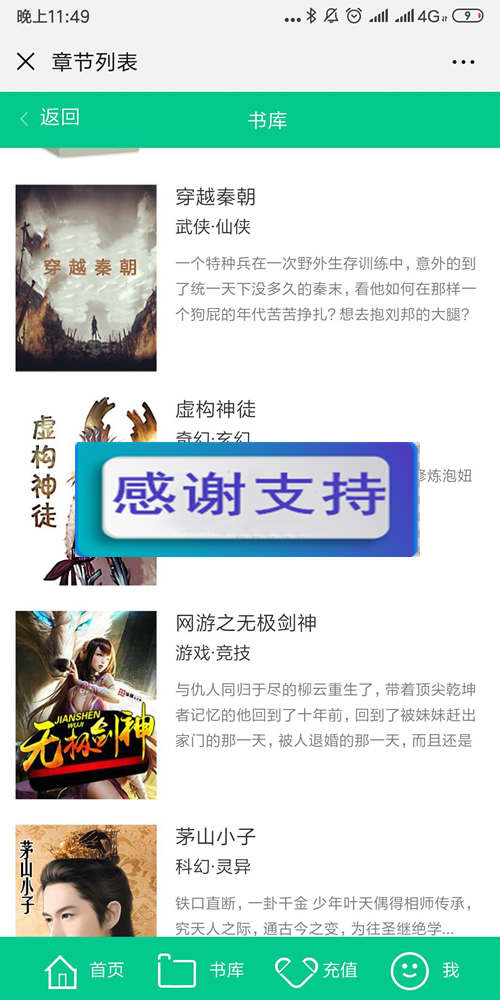 晚上11:49
4G
9
章节列表
返回
书库
穿越秦朝
穿越秦朝
武侠·仙侠
一个特种兵在一次野外生存训练中，意外的到
了统一天下没多久的秦末，看他如何在那样一
个狗屁的年代苦苦挣扎？想去抱刘邦的大腿？
虚构神徒
虚构神徒
奇幻·玄幻
修炼泡妞
感谢支持
JIANSHEN
WUJI
无极剑神
网游之无极剑神
游戏·竞技
与仇人同归于尽的柳云重生了，带着顶尖乾坤
者记忆的他回到了十年前，回到了被妹妹赶出
家门的那一天，被人退婚的那一天，而且还是
茅山小子
茅山小子
科幻·灵异
铁口直断，一卦千金 少年叶天偶得相师传承，
究天人之际，通古今之变，为往圣继绝学...
首页
书库
充值
我